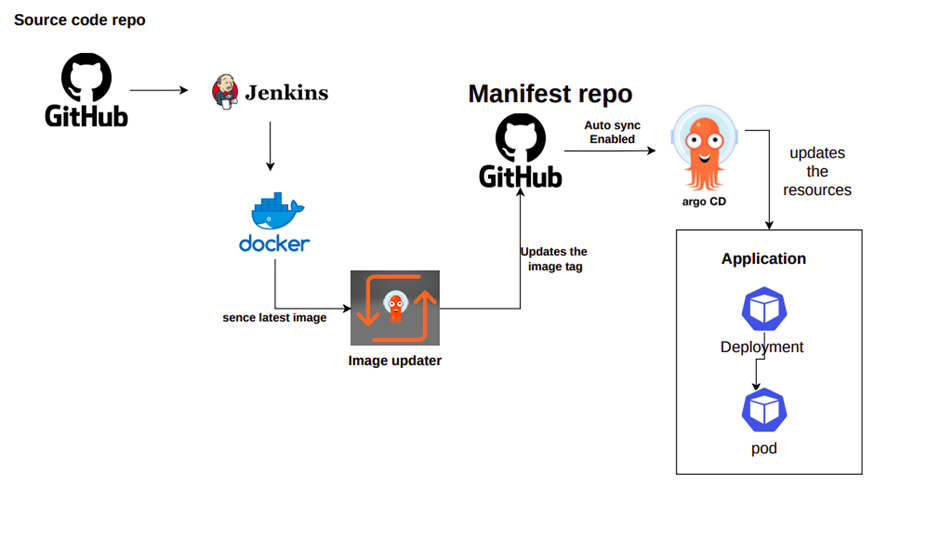 Source code repo
GitHub
Jenkins
docker
sence latest image
Image updater
Manifest repo
GitHub
Updates the
image tag
Auto sync
Enabled
argo CD
updates
the
resources
Application
Deployment
pod